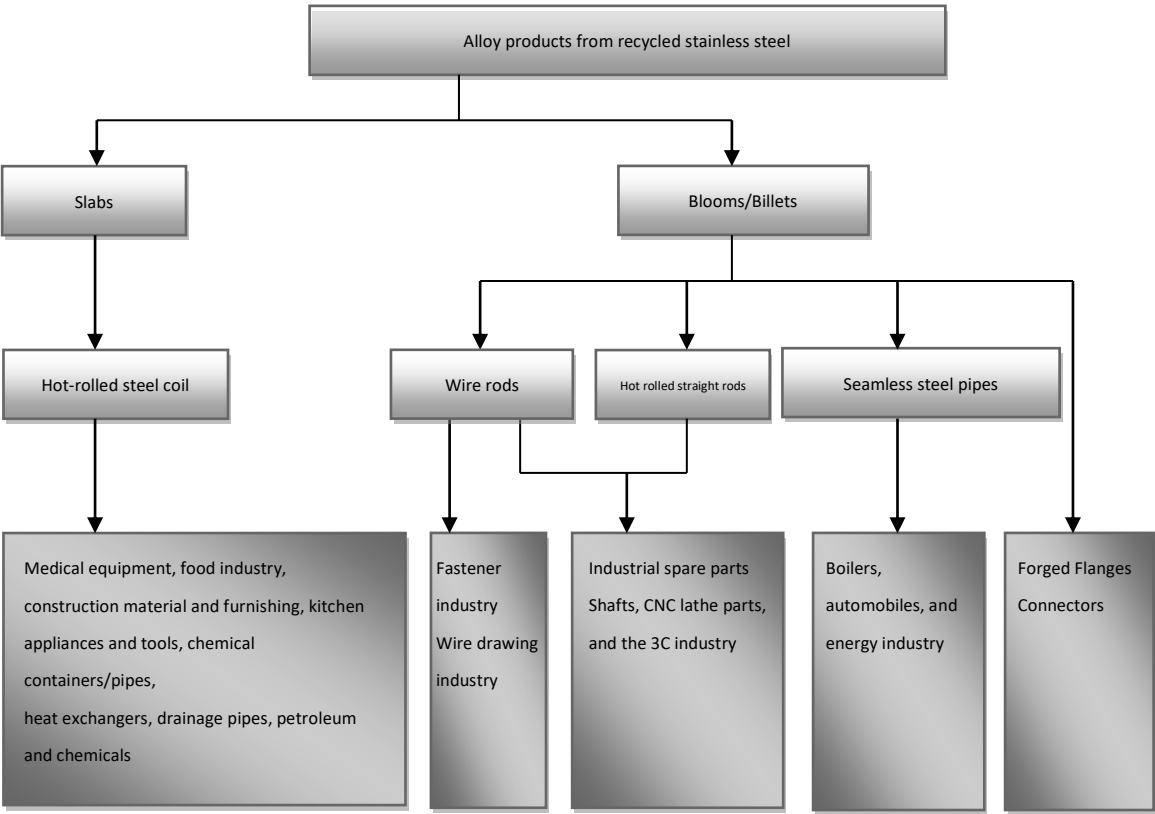 Alloy products from recycled stainless steel
Slabs
Blooms/Billets
Hot-rolled steel coil
Wire rods
Hot rolled straight rods
Seamless steel pipes
Medical equipment, food industry,
construction material and furnishing, kitchen
appliances and tools, chemical
containers/pipes,
heat exchangers, drainage pipes, petroleum
and chemicals
Fastener
industry
Wire drawing
industry
Industrial spare parts
Shafts, CNC lathe parts,
and the 3C industry
Boilers,
automobiles, and
energy industry
Forged Flanges
Connectors